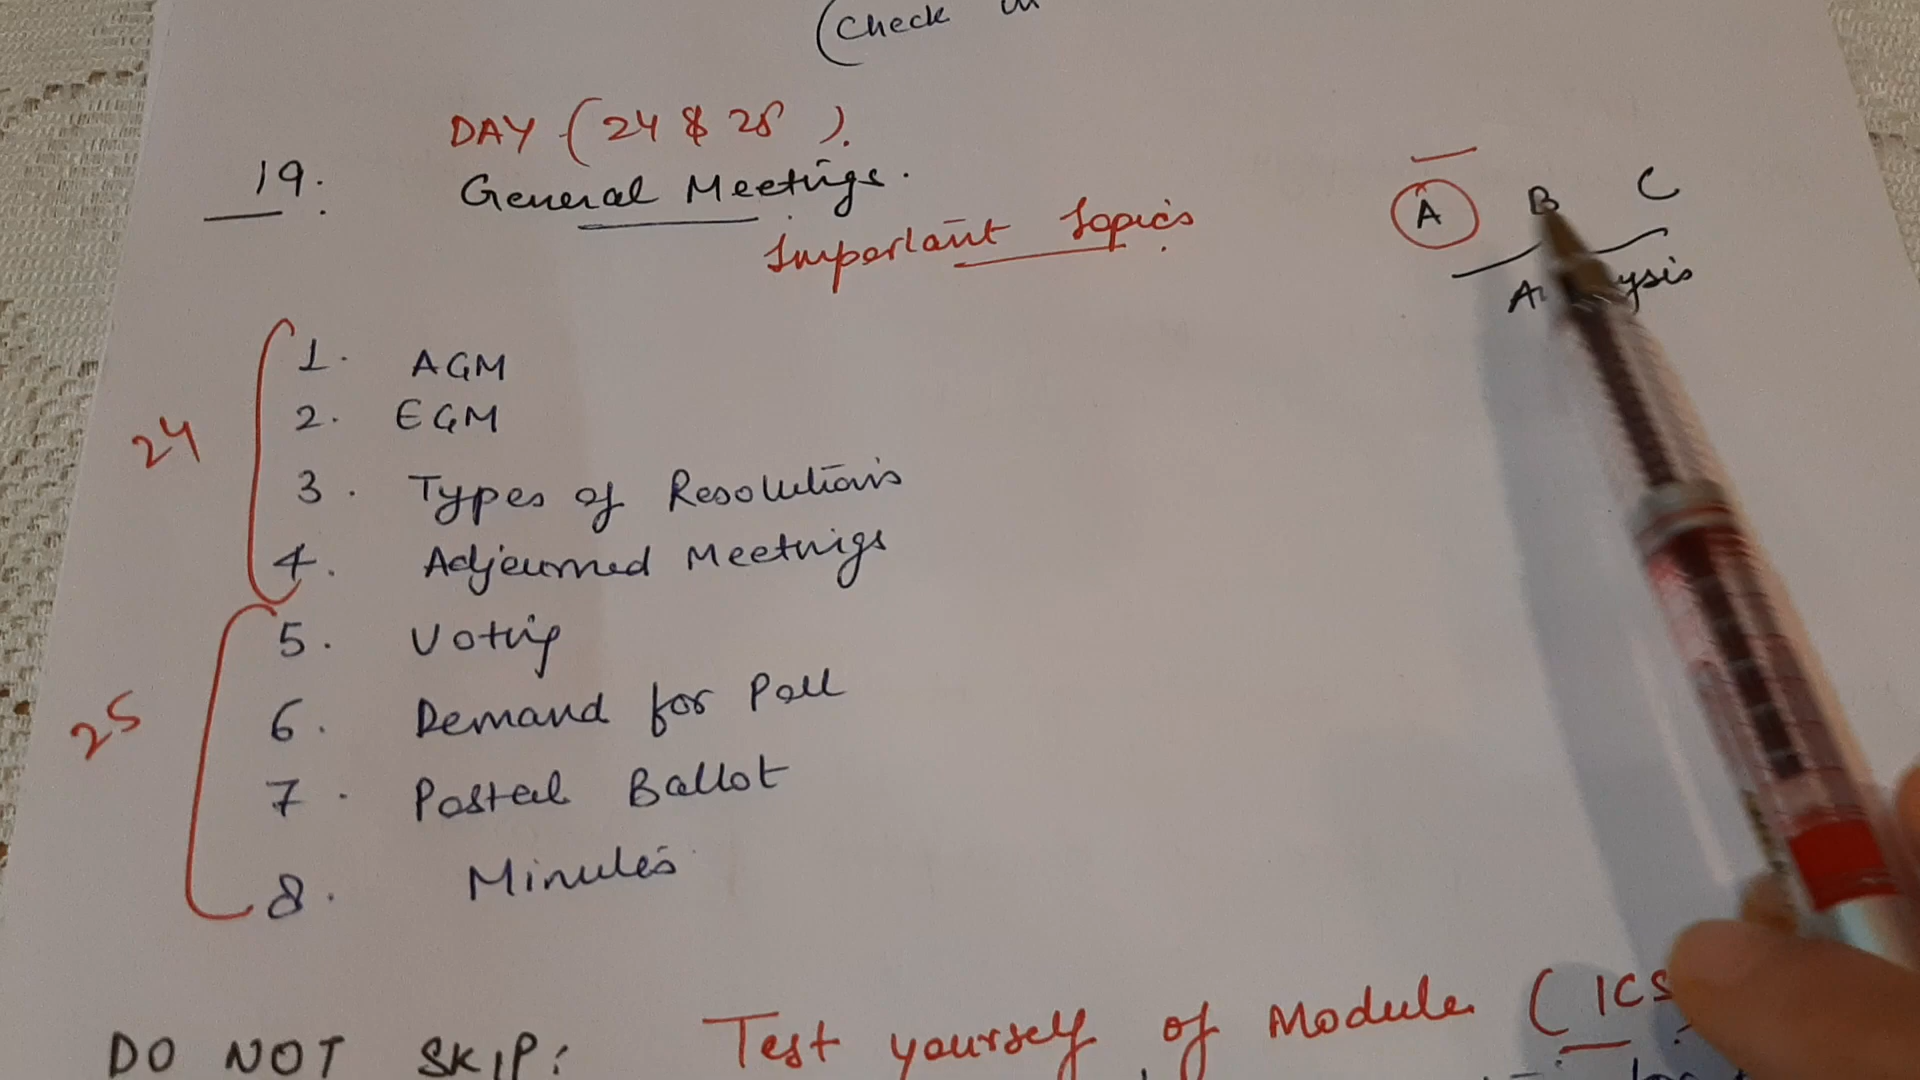 (Check in
DAY (24 & 25).
19. General Meetings.
Important Topics
A B C
Analysis
24
1. AGM
2. EGM
3. Types of Resolutions
4. Adjourned Meetings
25
5. Voting
6. Demand for Poll
7. Postal Ballot
8. Minutes
DO NOT SKIP: Test yourself of Module (ICS